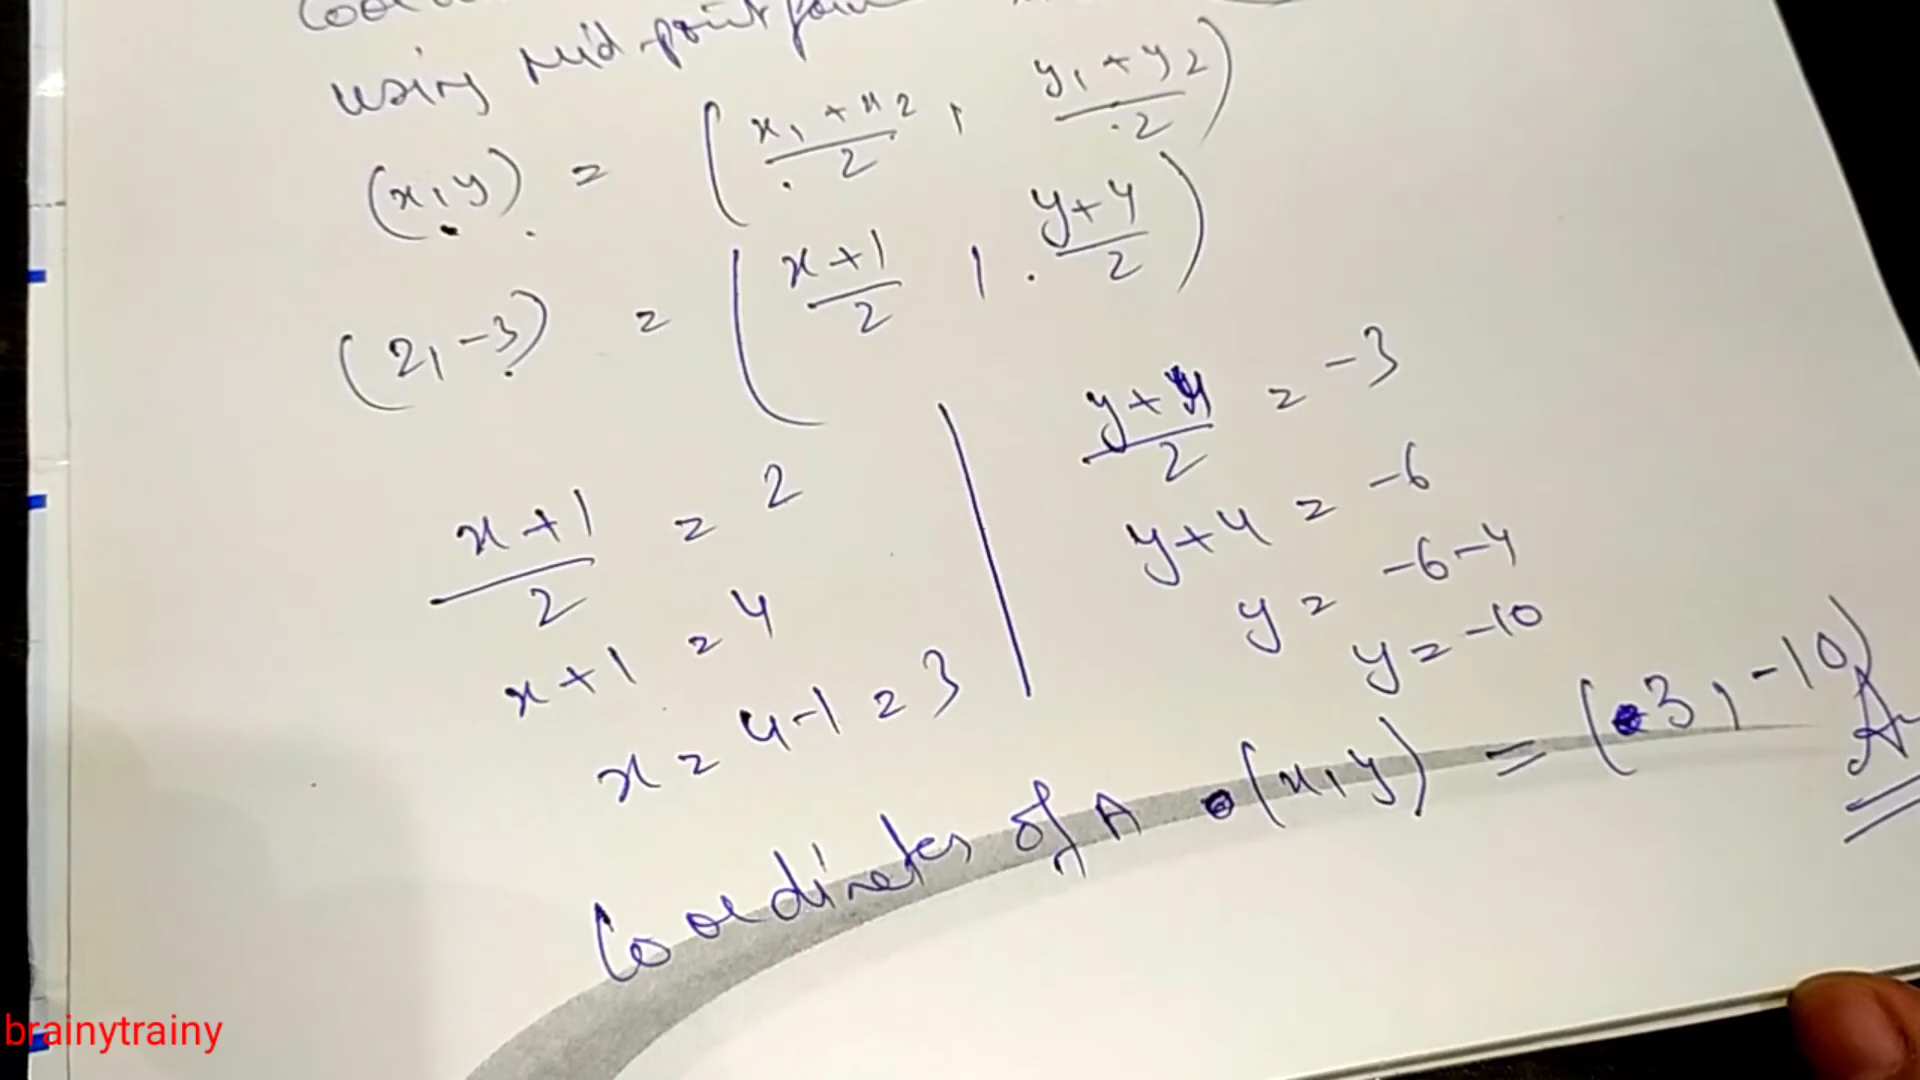 using Mid-point
(x,y) = (x₁+x₂/2 , y₁+y₂/2)
(2,-3) = (x+1/2 , y+4/2)
x+1/2 = 2
x+1 = 4
x = 4-1 = 3
y+4/2 = -3
y+4 = -6
y = -6-4
y = -10
Coordinates of A (x,y) = (3,-10)
brainytrainy